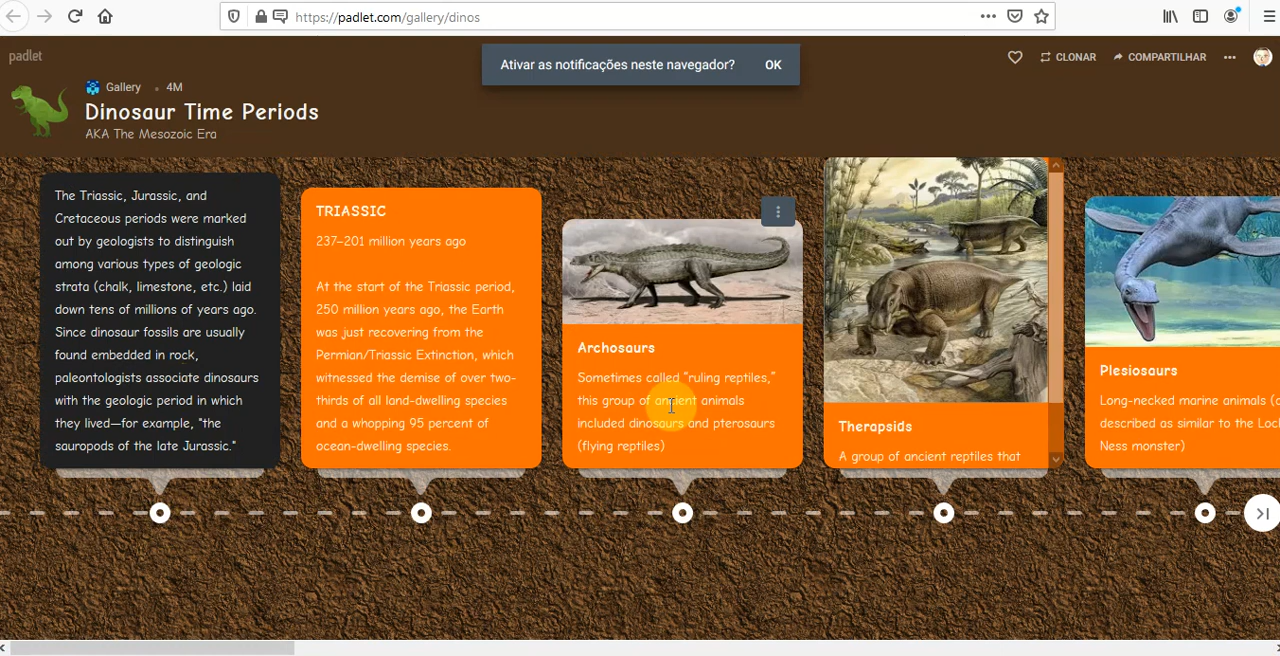 https://padlet.com/gallery/dinos
padlet
Ativar as notificações neste navegador?
OK
CLONAR
COMPARTILHAR
Gallery • 4M
Dinosaur Time Periods
AKA The Mesozoic Era
The Triassic, Jurassic, and
Cretaceous periods were marked
out by geologists to distinguish
among various types of geologic
strata (chalk, limestone, etc.) laid
down tens of millions of years ago.
Since dinosaur fossils are usually
found embedded in rock,
paleontologists associate dinosaurs
with the geologic period in which
they lived—for example, "the
sauropods of the late Jurassic."
TRIASSIC
237–201 million years ago
At the start of the Triassic period,
250 million years ago, the Earth
was just recovering from the
Permian/Triassic Extinction, which
witnessed the demise of over two-
thirds of all land-dwelling species
and a whopping 95 percent of
ocean-dwelling species.
Archosaurs
Sometimes called "ruling reptiles,"
this group of ancient animals
included dinosaurs and pterosaurs
(flying reptiles)
Therapsids
A group of ancient reptiles that
Plesiosaurs
Long-necked marine animals (o
described as similar to the Loc
Ness monster)